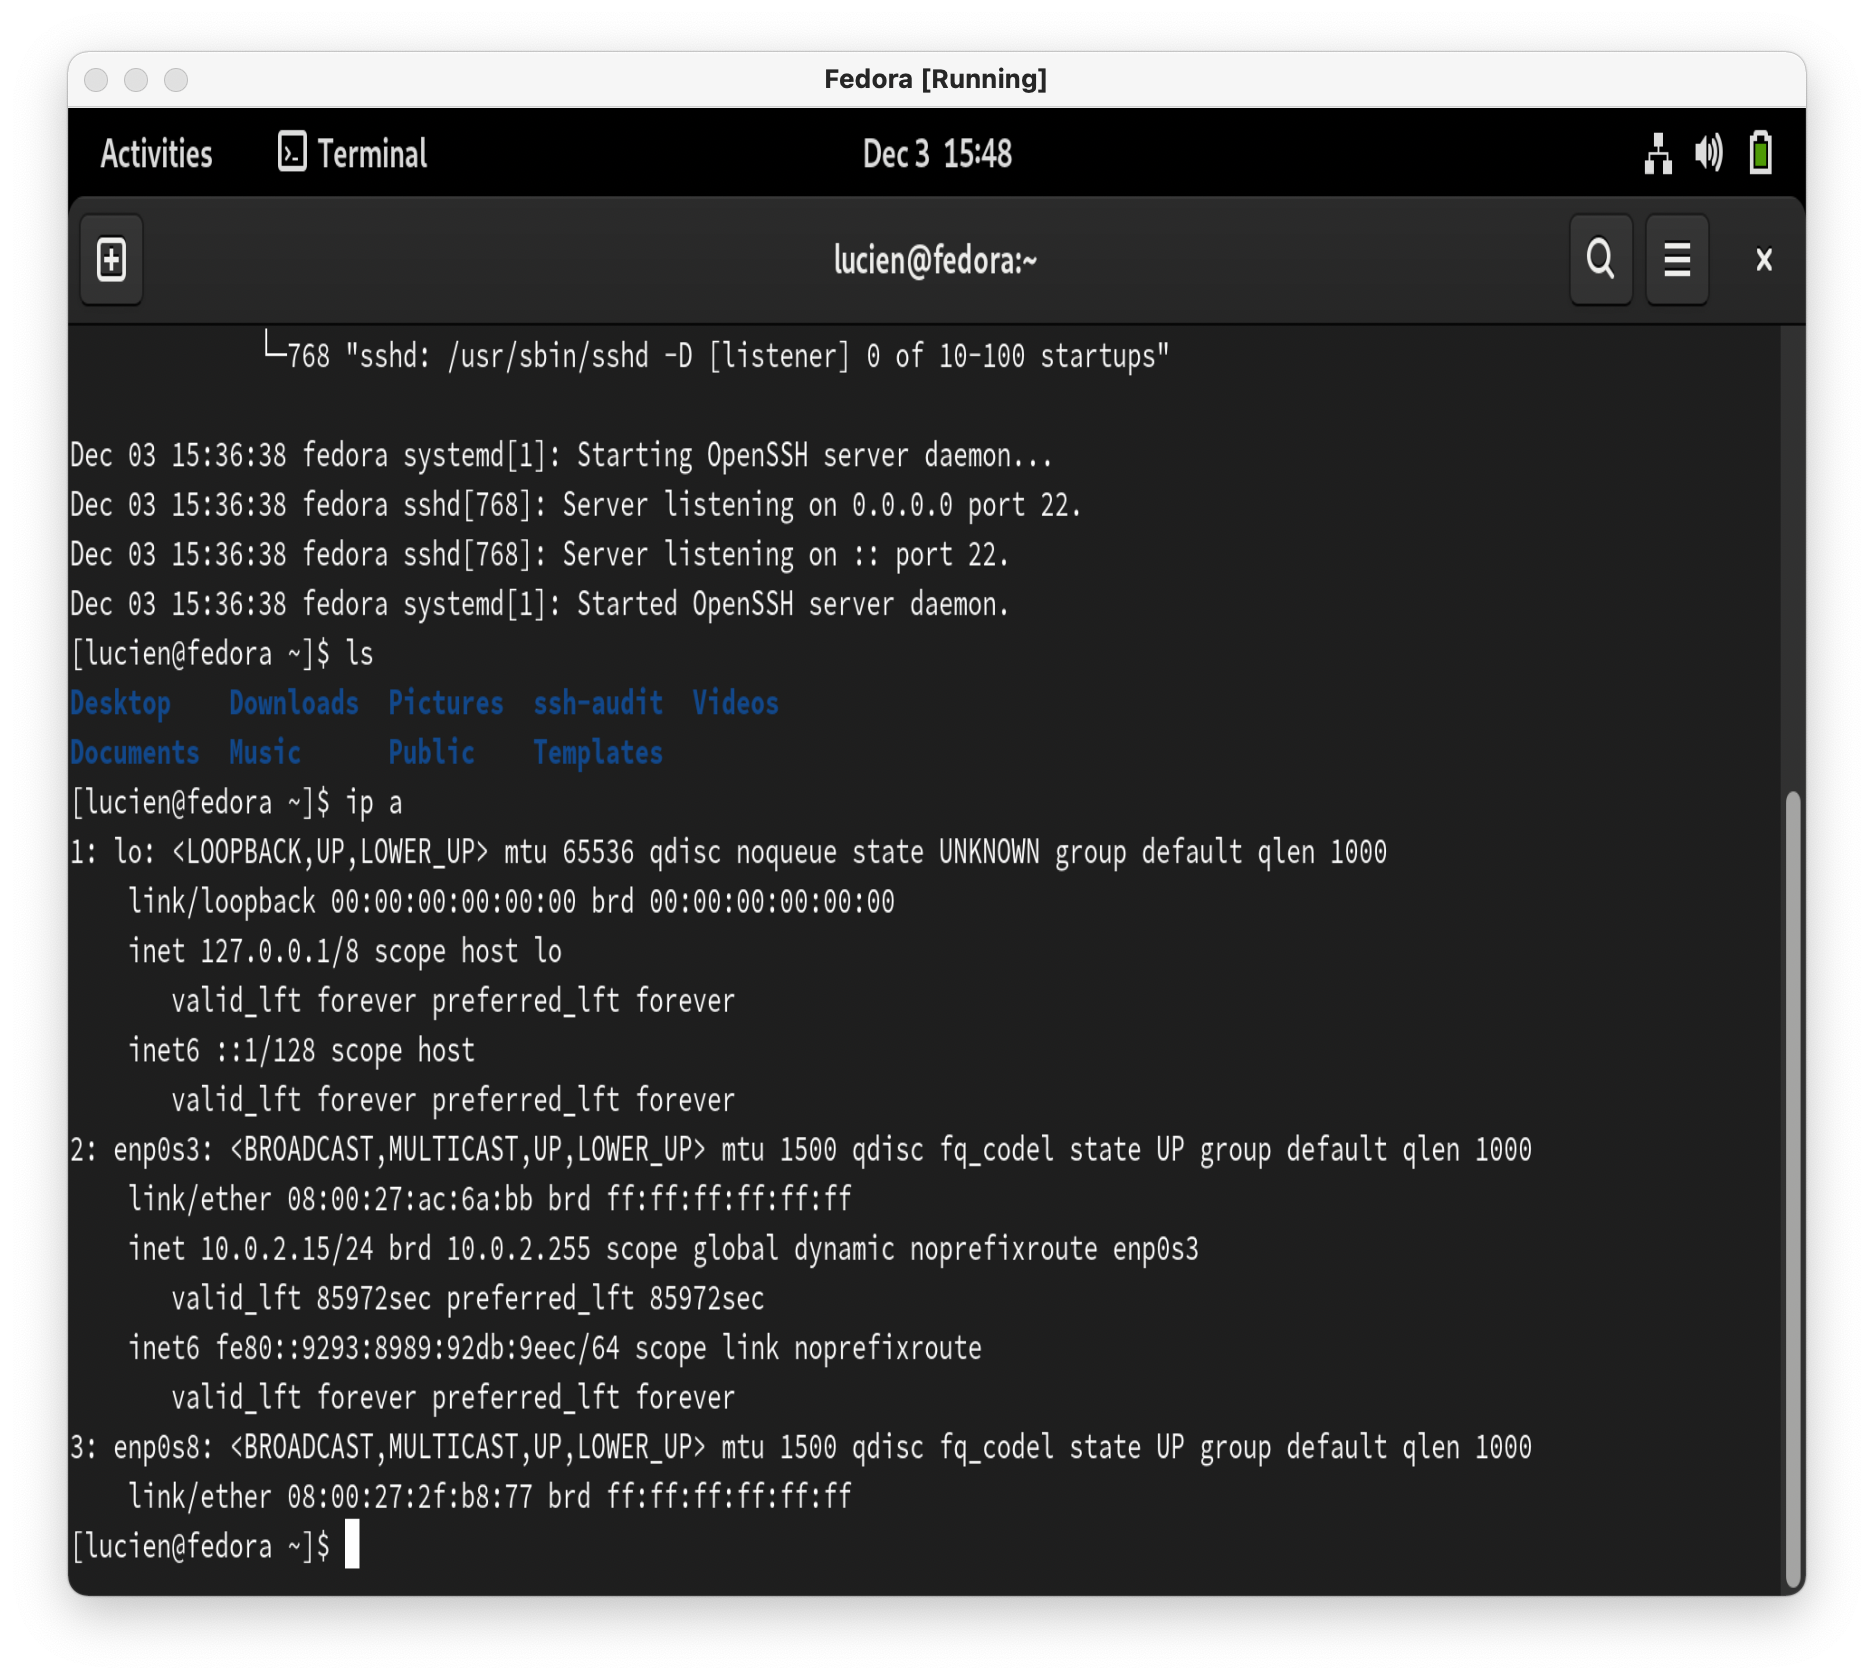 Fedora [Running]
Activities Terminal Dec 3 15:48
lucien@fedora:~
└─768 "sshd: /usr/sbin/sshd -D [listener] 0 of 10-100 startups"
Dec 03 15:36:38 fedora systemd[1]: Starting OpenSSH server daemon...
Dec 03 15:36:38 fedora sshd[768]: Server listening on 0.0.0.0 port 22.
Dec 03 15:36:38 fedora sshd[768]: Server listening on :: port 22.
Dec 03 15:36:38 fedora systemd[1]: Started OpenSSH server daemon.
[lucien@fedora ~]$ ls
Desktop    Downloads  Pictures  ssh-audit  Videos
Documents  Music      Public    Templates
[lucien@fedora ~]$ ip a
1: lo: <LOOPBACK,UP,LOWER_UP> mtu 65536 qdisc noqueue state UNKNOWN group default qlen 1000
    link/loopback 00:00:00:00:00:00 brd 00:00:00:00:00:00
    inet 127.0.0.1/8 scope host lo
       valid_lft forever preferred_lft forever
    inet6 ::1/128 scope host
       valid_lft forever preferred_lft forever
2: enp0s3: <BROADCAST,MULTICAST,UP,LOWER_UP> mtu 1500 qdisc fq_codel state UP group default qlen 1000
    link/ether 08:00:27:ac:6a:bb brd ff:ff:ff:ff:ff:ff
    inet 10.0.2.15/24 brd 10.0.2.255 scope global dynamic noprefixroute enp0s3
       valid_lft 85972sec preferred_lft 85972sec
    inet6 fe80::9293:8989:92db:9eec/64 scope link noprefixroute
       valid_lft forever preferred_lft forever
3: enp0s8: <BROADCAST,MULTICAST,UP,LOWER_UP> mtu 1500 qdisc fq_codel state UP group default qlen 1000
    link/ether 08:00:27:2f:b8:77 brd ff:ff:ff:ff:ff:ff
[lucien@fedora ~]$